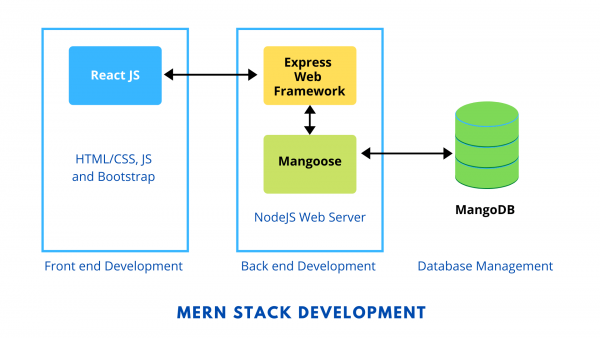 React JS
HTML/CSS, JS
and Bootstrap
Front end Development
Express
Web
Framework
Mangoose
NodeJS Web Server
Back end Development
MangoDB
Database Management
MERN STACK DEVELOPMENT